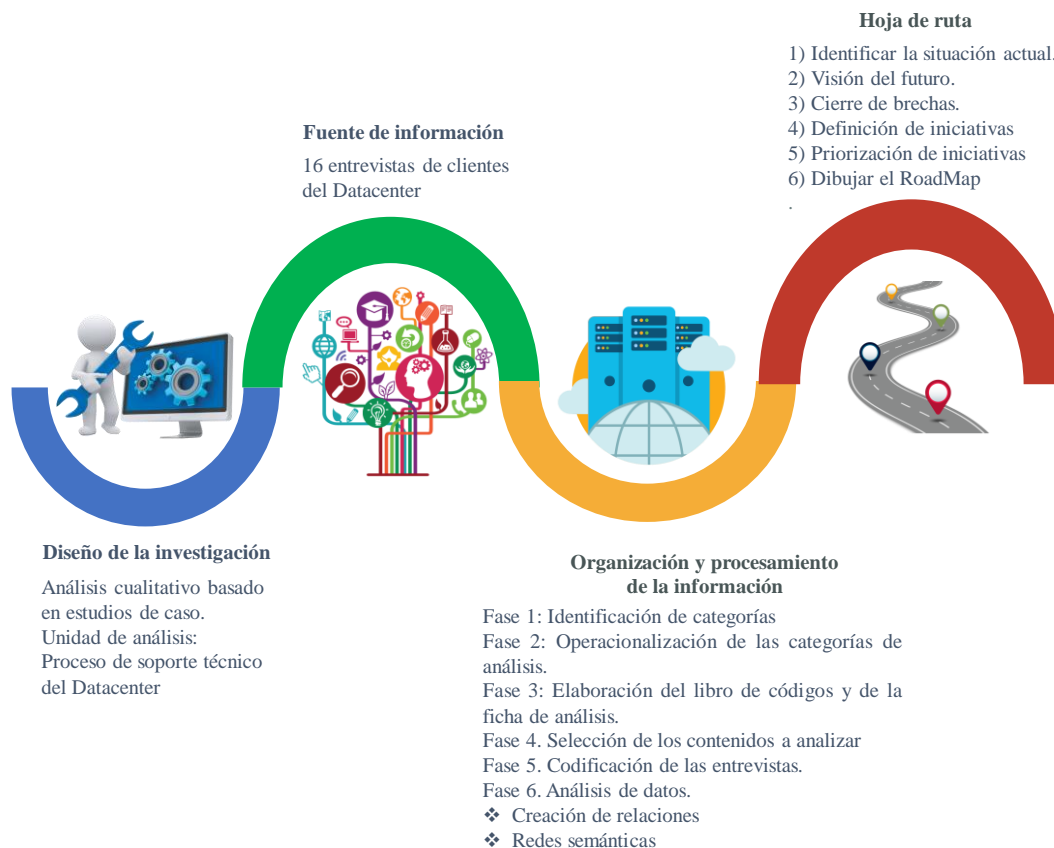 Diseño de la investigación
Análisis cualitativo basado
en estudios de caso.
Unidad de análisis:
Proceso de soporte técnico
del Datacenter
Fuente de información
16 entrevistas de clientes
del Datacenter
Organización y procesamiento
de la información
Fase 1: Identificación de categorías
Fase 2: Operacionalización de las categorías de
análisis.
Fase 3: Elaboración del libro de códigos y de la
ficha de análisis.
Fase 4. Selección de los contenidos a analizar
Fase 5. Codificación de las entrevistas.
Fase 6. Análisis de datos.
❖ Creación de relaciones
❖ Redes semánticas
Hoja de ruta
1) Identificar la situación actual.
2) Visión del futuro.
3) Cierre de brechas.
4) Definición de iniciativas
5) Priorización de iniciativas
6) Dibujar el RoadMap
.